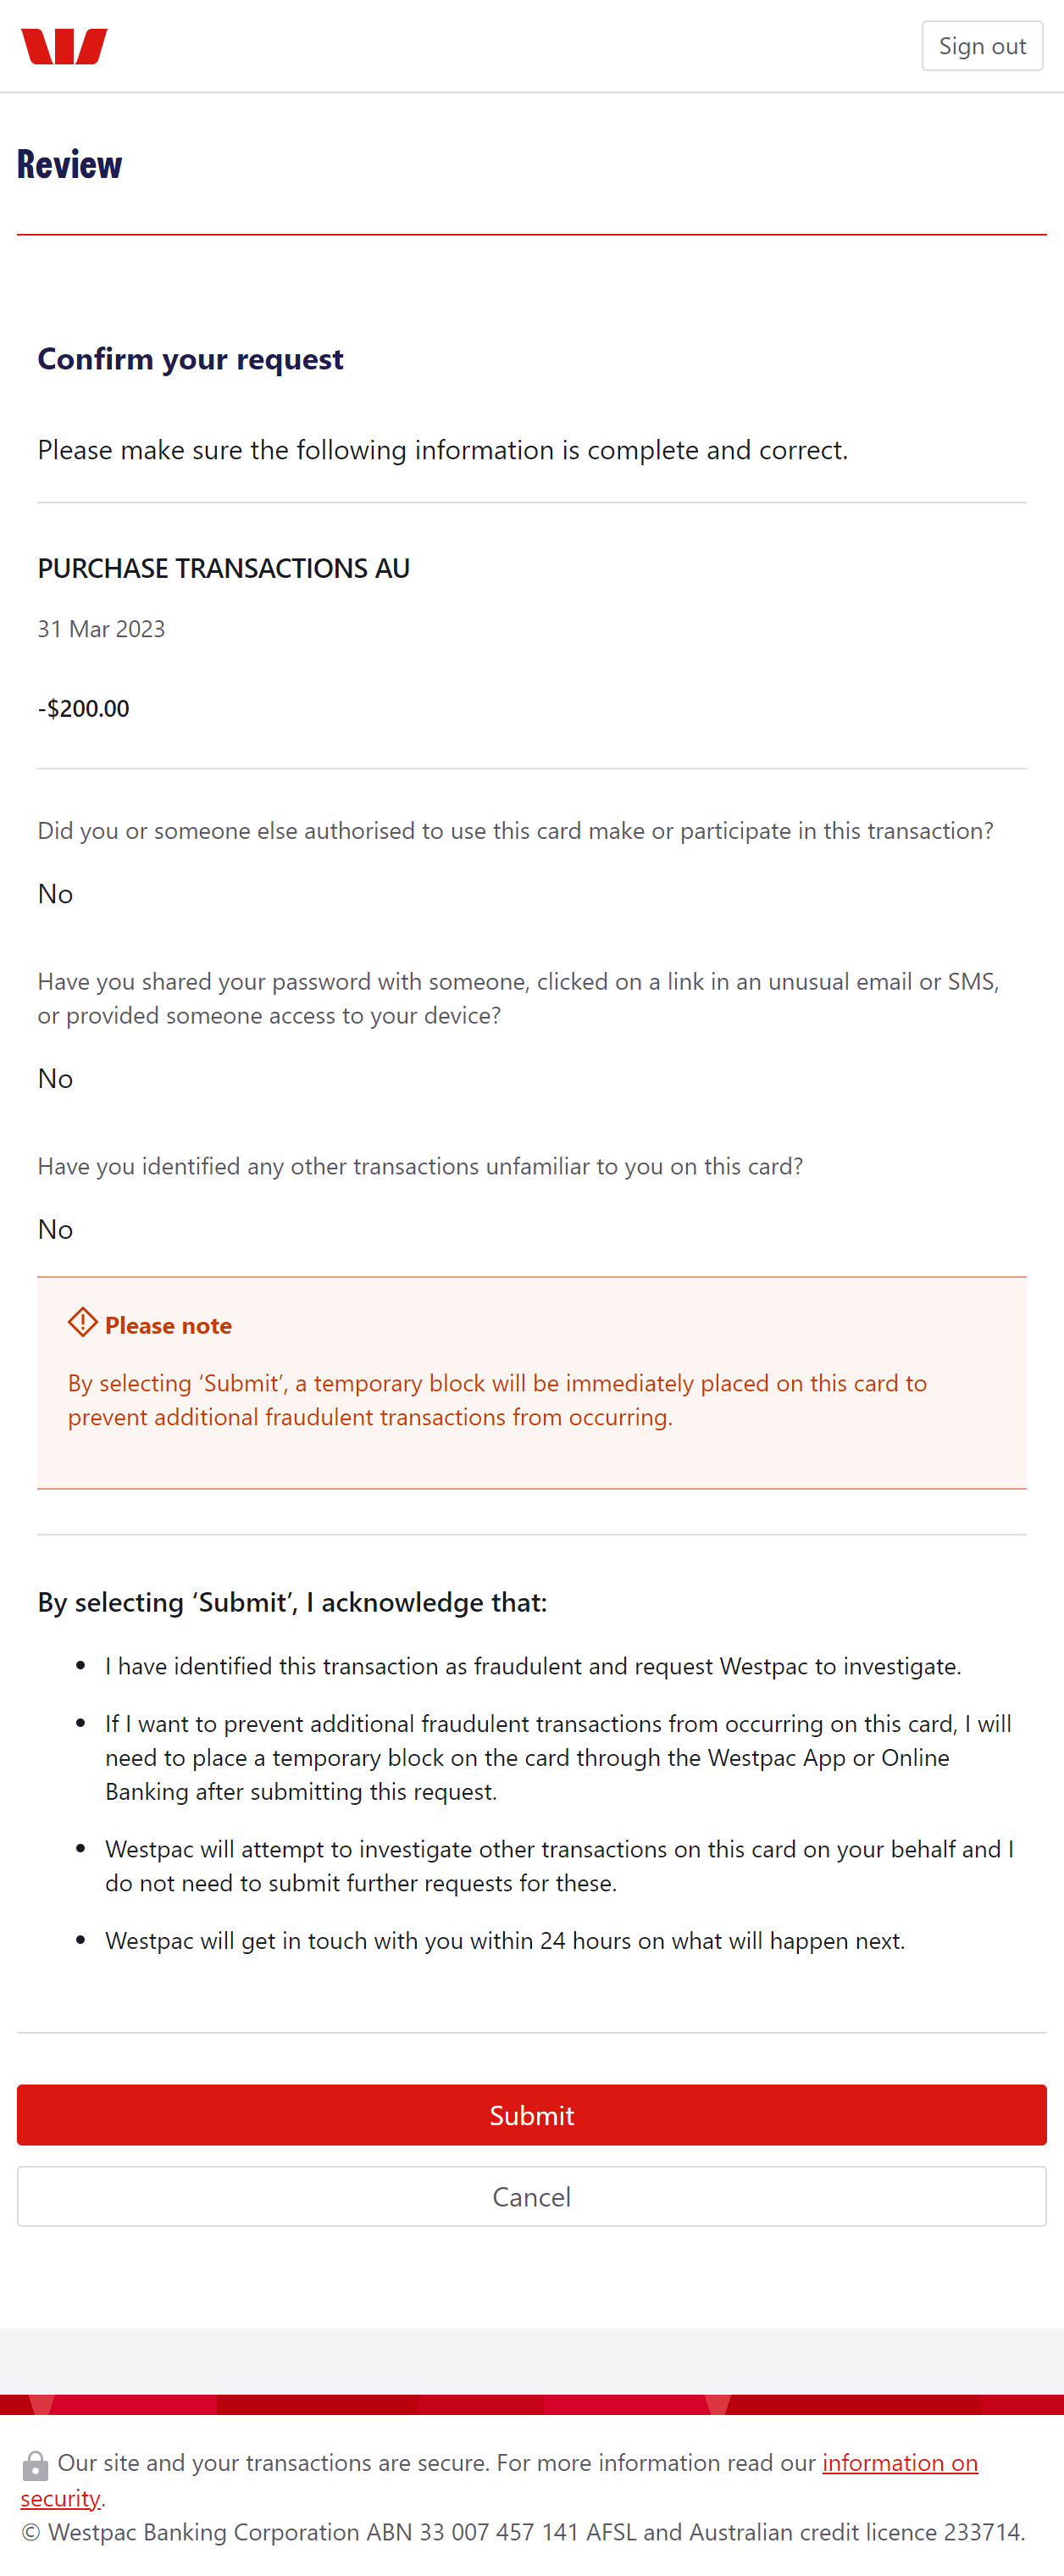 Sign out
Review
Confirm your request
Please make sure the following information is complete and correct.
PURCHASE TRANSACTIONS AU
31 Mar 2023
-$200.00
Did you or someone else authorised to use this card make or participate in this transaction?
No
Have you shared your password with someone, clicked on a link in an unusual email or SMS,
or provided someone access to your device?
No
Have you identified any other transactions unfamiliar to you on this card?
No
Please note
By selecting ‘Submit’, a temporary block will be immediately placed on this card to
prevent additional fraudulent transactions from occurring.
By selecting ‘Submit’, I acknowledge that:
• I have identified this transaction as fraudulent and request Westpac to investigate.
• If I want to prevent additional fraudulent transactions from occurring on this card, I will
need to place a temporary block on the card through the Westpac App or Online
Banking after submitting this request.
• Westpac will attempt to investigate other transactions on this card on your behalf and I
do not need to submit further requests for these.
• Westpac will get in touch with you within 24 hours on what will happen next.
Submit
Cancel
Our site and your transactions are secure. For more information read our information on
security.
© Westpac Banking Corporation ABN 33 007 457 141 AFSL and Australian credit licence 233714.